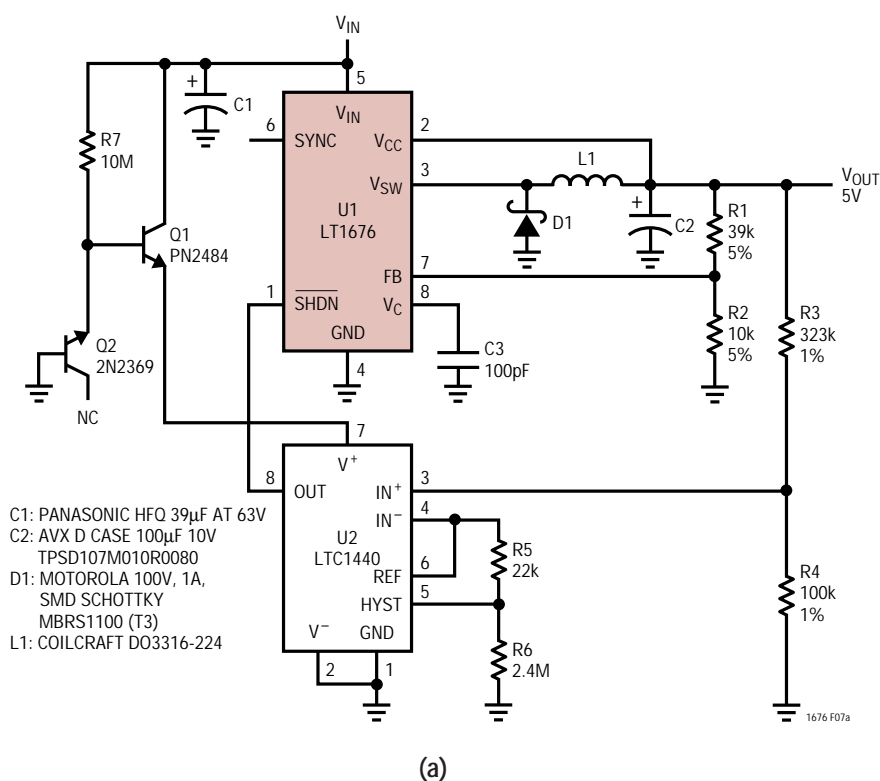 VIN
5
C1
+
VIN
6
SYNC
VCC
2
R7
10M
VSW
3
L1
VOUT
5V
U1
LT1676
D1
+
C2
R1
39k
5%
Q1
PN2484
FB
7
1
SHDN
VC
8
GND
4
R2
10k
5%
R3
323k
1%
C3
100pF
Q2
2N2369
NC
7
V+
8
OUT
IN+
3
IN−
4
U2
LTC1440
REF
6
R5
22k
HYST
5
V−
GND
2
1
R6
2.4M
R4
100k
1%
C1: PANASONIC HFQ 39µF AT 63V
C2: AVX D CASE 100µF 10V
TPSD107M010R0080
D1: MOTOROLA 100V, 1A,
SMD SCHOTTKY
MBRS1100 (T3)
L1: COILCRAFT DO3316-224
1676 F07a
(a)